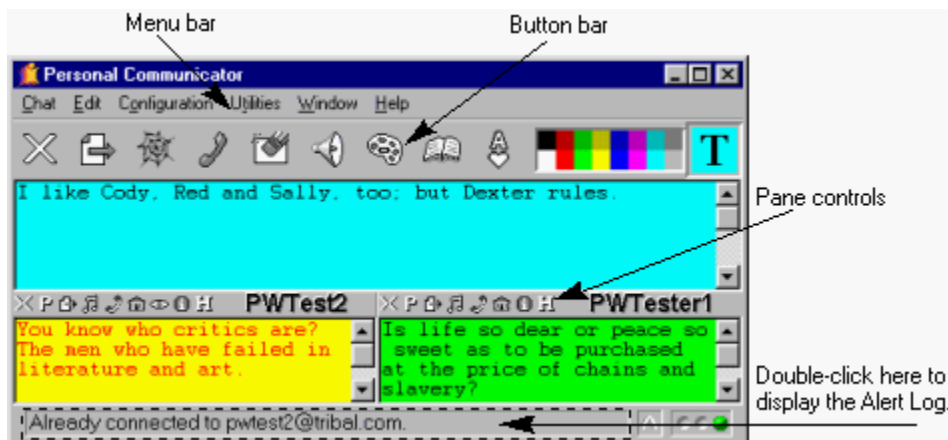 Menu bar
Button bar
Personal Communicator
Chat Edit Configuration Utilities Window Help
T
I like Cody, Red and Sally, too; but Dexter rules.
Pane controls
PWTest2
PWTester1
You know who critics are?
The men who have failed in
literature and art.
Is life so dear or peace so
sweet as to be purchased
at the price of chains and
slavery?
Double-click here to
display the Alert Log.
Already connected to pwtest2@tribal.com.